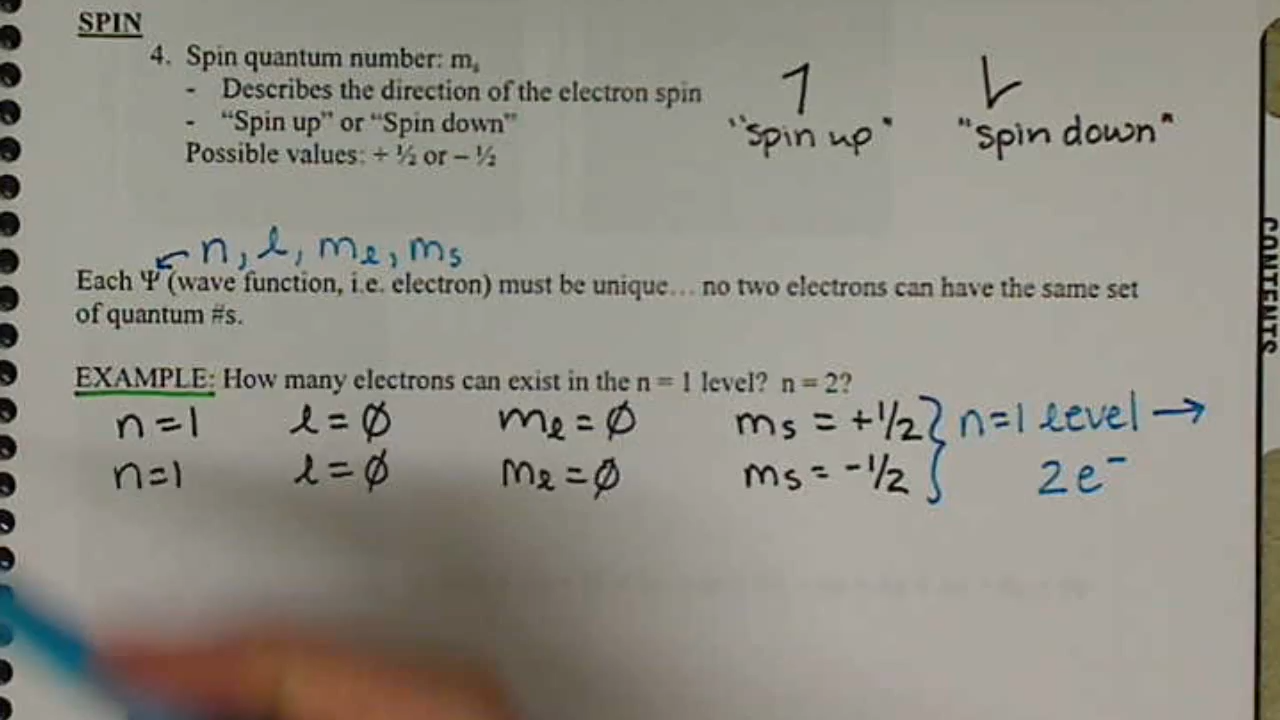 SPIN
4. Spin quantum number: mₛ
- Describes the direction of the electron spin
- “Spin up” or “Spin down”
Possible values: + ½ or – ½
↿ ⇂
"spin up" "spin down"
n, l, mₗ, mₛ
Each Ψ (wave function, i.e. electron) must be unique… no two electrons can have the same set
of quantum #s.
EXAMPLE: How many electrons can exist in the n = 1 level? n = 2?
n=1 l=Ø mₗ=Ø mₛ = +1/2 } n=1 level →
n=1 l=Ø mₗ=Ø mₛ = -1/2 2e⁻
CONTENTS